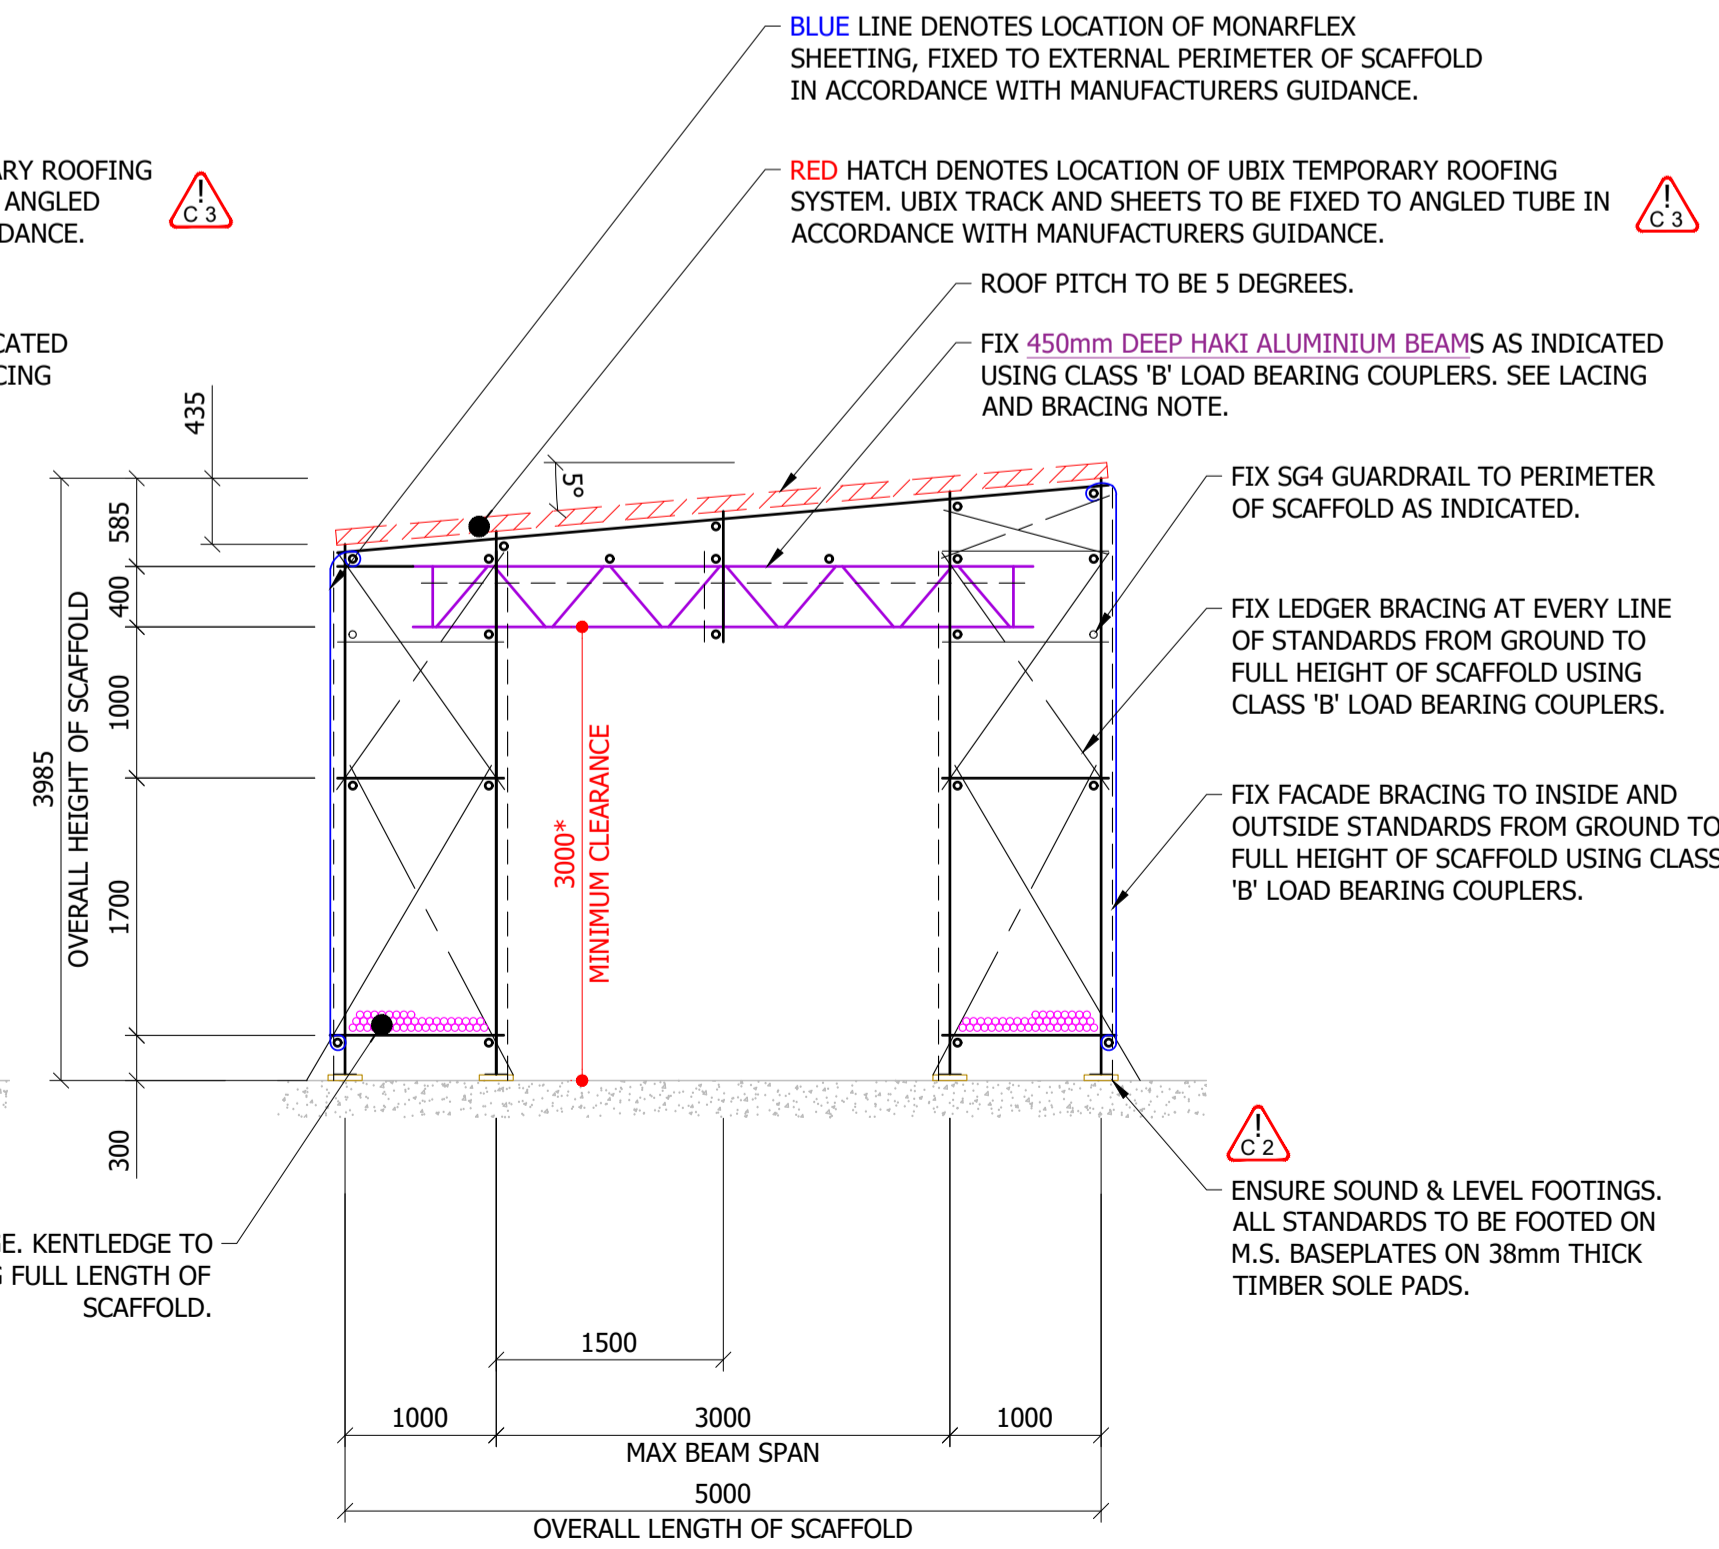 BLUE LINE DENOTES LOCATION OF MONARFLEX
SHEETING, FIXED TO EXTERNAL PERIMETER OF SCAFFOLD
IN ACCORDANCE WITH MANUFACTURERS GUIDANCE.
ARY ROOFING
ANGLED
DANCE.
!
C 3
RED HATCH DENOTES LOCATION OF UBIX TEMPORARY ROOFING
SYSTEM. UBIX TRACK AND SHEETS TO BE FIXED TO ANGLED TUBE IN
ACCORDANCE WITH MANUFACTURERS GUIDANCE.
!
C 3
ROOF PITCH TO BE 5 DEGREES.
CATED
CING
FIX 450mm DEEP HAKI ALUMINIUM BEAMS AS INDICATED
USING CLASS 'B' LOAD BEARING COUPLERS. SEE LACING
AND BRACING NOTE.
435
5°
FIX SG4 GUARDRAIL TO PERIMETER
OF SCAFFOLD AS INDICATED.
585
400
1000
1700
300
3985
OVERALL HEIGHT OF SCAFFOLD
3000*
MINIMUM CLEARANCE
FIX LEDGER BRACING AT EVERY LINE
OF STANDARDS FROM GROUND TO
FULL HEIGHT OF SCAFFOLD USING
CLASS 'B' LOAD BEARING COUPLERS.
FIX FACADE BRACING TO INSIDE AND
OUTSIDE STANDARDS FROM GROUND TO
FULL HEIGHT OF SCAFFOLD USING CLASS
'B' LOAD BEARING COUPLERS.
!
C 2
ENSURE SOUND & LEVEL FOOTINGS.
ALL STANDARDS TO BE FOOTED ON
M.S. BASEPLATES ON 38mm THICK
TIMBER SOLE PADS.
GE. KENTLEDGE TO
G FULL LENGTH OF
SCAFFOLD.
1500
1000
3000
1000
MAX BEAM SPAN
5000
OVERALL LENGTH OF SCAFFOLD